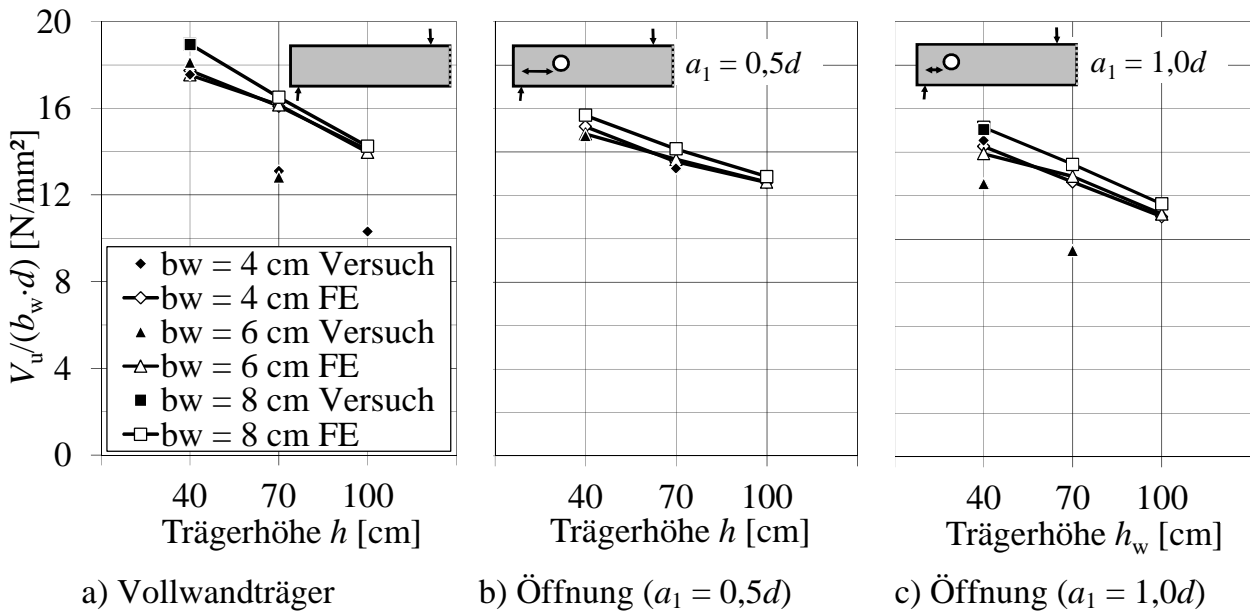 20
16
12
8
4
0
Vu/(bw·d) [N/mm²]
bw = 4 cm Versuch
bw = 4 cm FE
bw = 6 cm Versuch
bw = 6 cm FE
bw = 8 cm Versuch
bw = 8 cm FE
40 70 100
Trägerhöhe h [cm]
a) Vollwandträger
a1 = 0,5d
40 70 100
Trägerhöhe h [cm]
b) Öffnung (a1 = 0,5d)
a1 = 1,0d
40 70 100
Trägerhöhe hw [cm]
c) Öffnung (a1 = 1,0d)